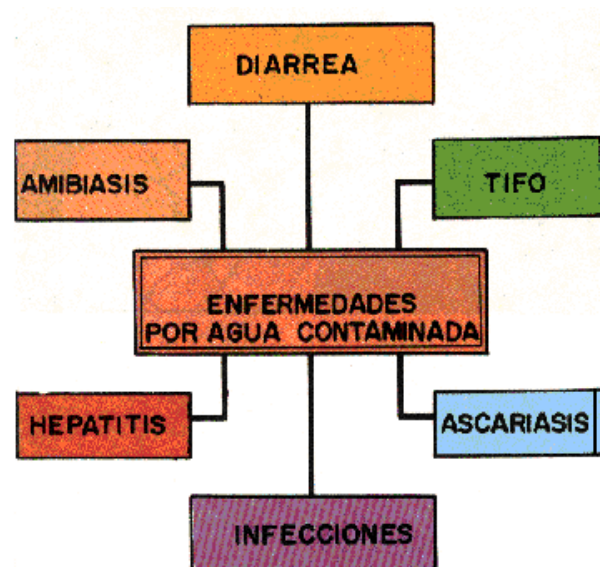 DIARREA
AMIBIASIS
TIFO
ENFERMEDADES
POR AGUA CONTAMINADA
HEPATITIS
ASCARIASIS
INFECCIONES